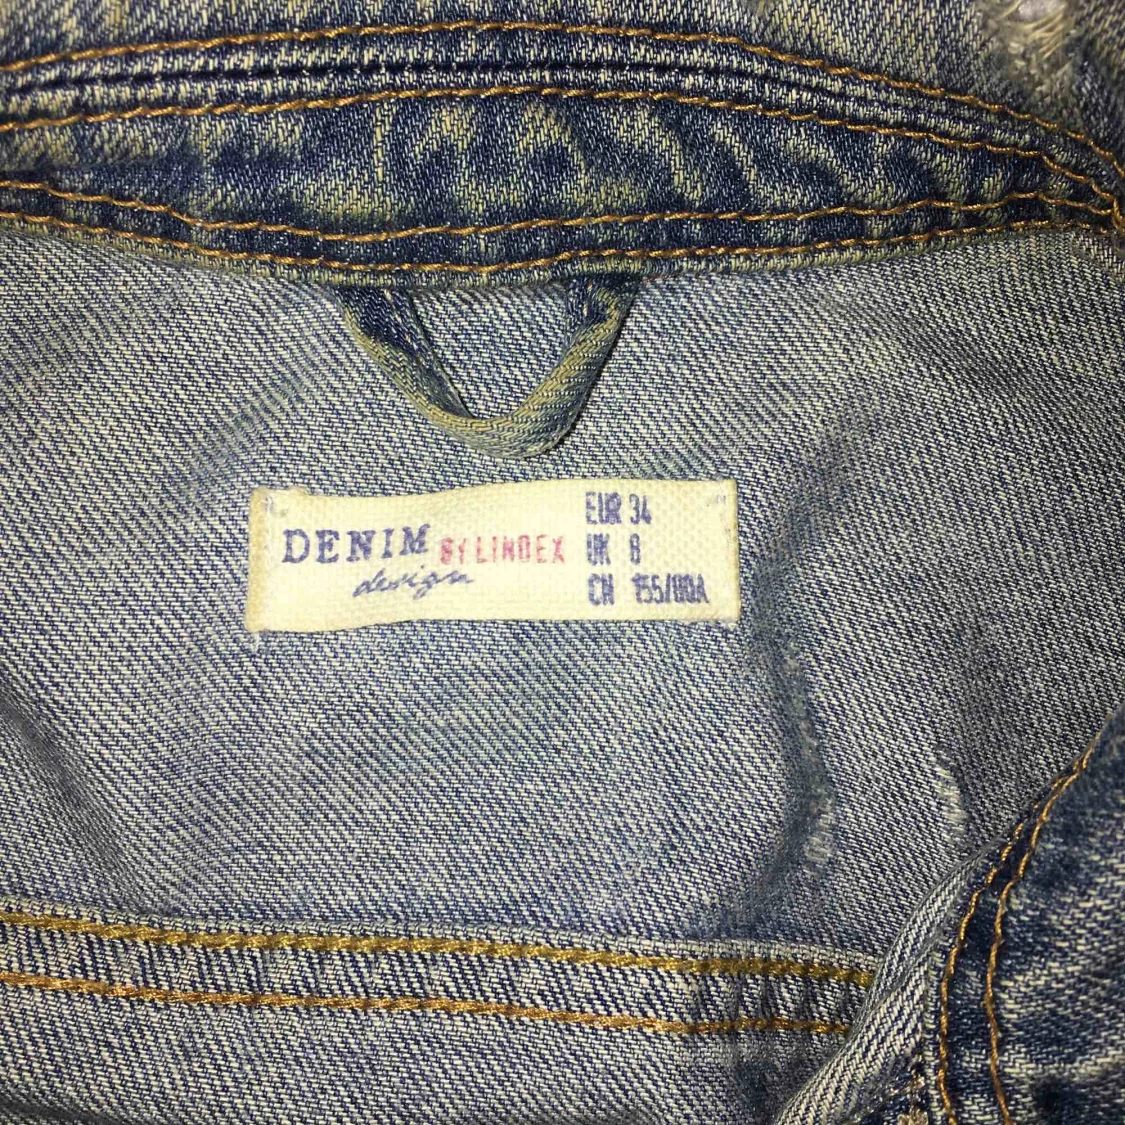 DENIM BY LINDEX
design
EUR 34
UK 8
CN 155/80A